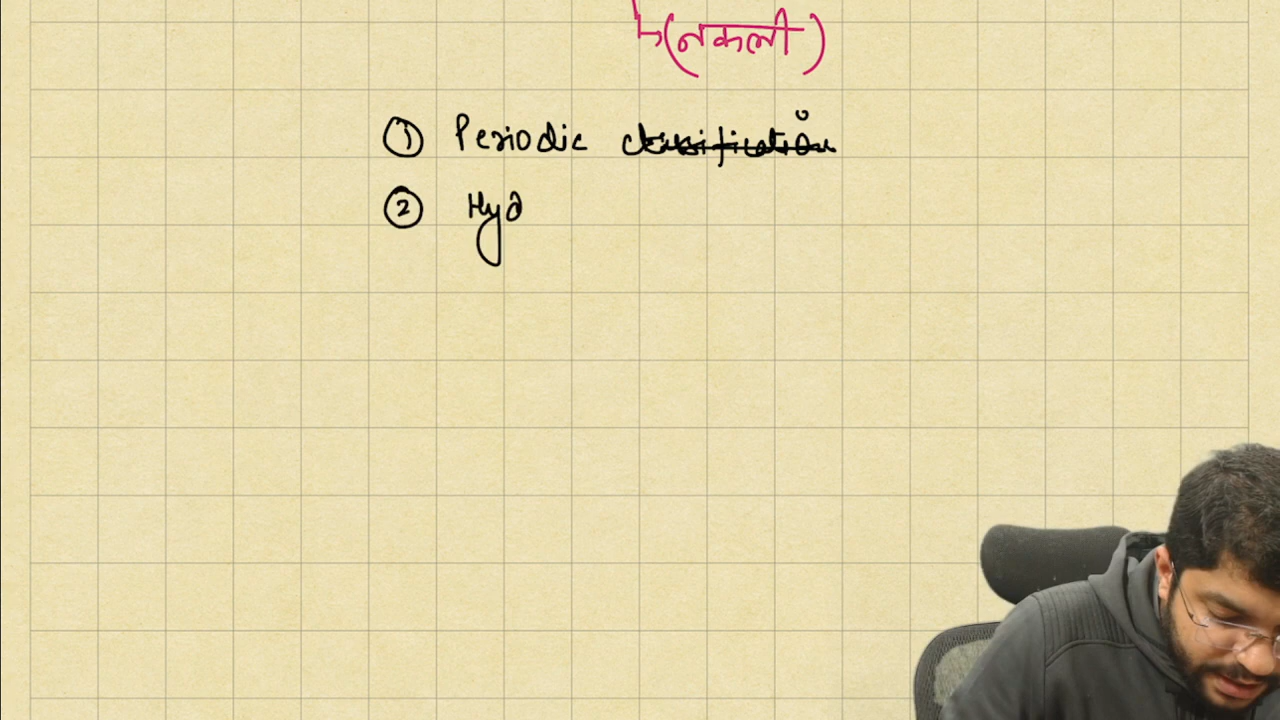 ↳(नकली)
① Periodic classification
② Hyd